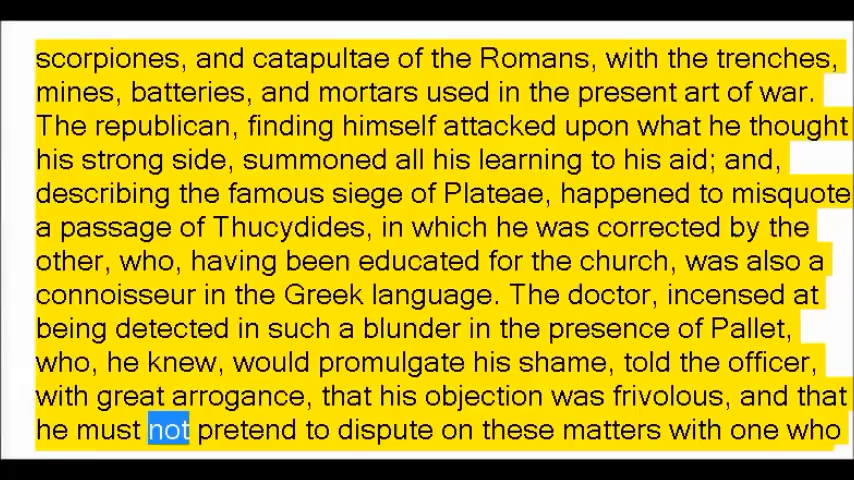 scorpiones, and catapultae of the Romans, with the trenches,
mines, batteries, and mortars used in the present art of war.
The republican, finding himself attacked upon what he thought
his strong side, summoned all his learning to his aid; and,
describing the famous siege of Plateae, happened to misquote
a passage of Thucydides, in which he was corrected by the
other, who, having been educated for the church, was also a
connoisseur in the Greek language. The doctor, incensed at
being detected in such a blunder in the presence of Pallet,
who, he knew, would promulgate his shame, told the officer,
with great arrogance, that his objection was frivolous, and that
he must not pretend to dispute on these matters with one who